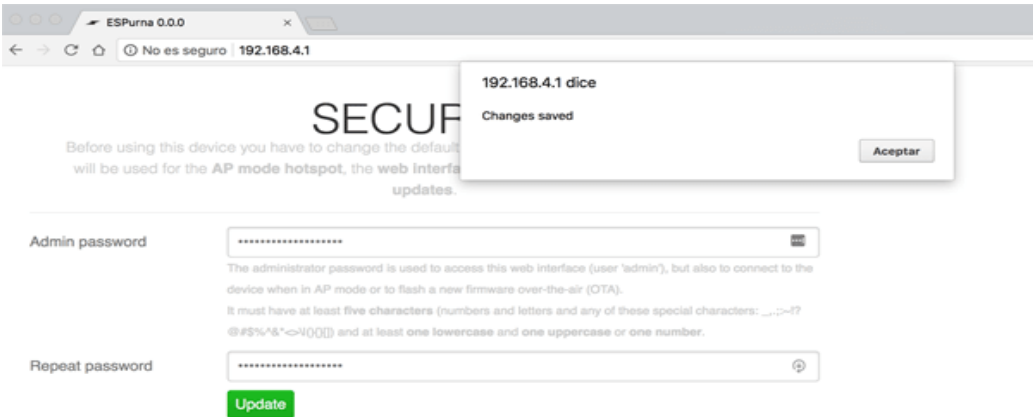 ESPurna 0.0.0
No es seguro 192.168.4.1
192.168.4.1 dice
Changes saved
Aceptar
SECUR
Before using this device you have to change the default
will be used for the AP mode hotspot, the web interfa
updates.
Admin password
The administrator password is used to access this web interface (user 'admin'), but also to connect to the
device when in AP mode or to flash a new firmware over-the-air (OTA).
It must have at least five characters (numbers and letters and any of these special characters:
and at least one lowercase and one uppercase or one number.
Repeat password
Update